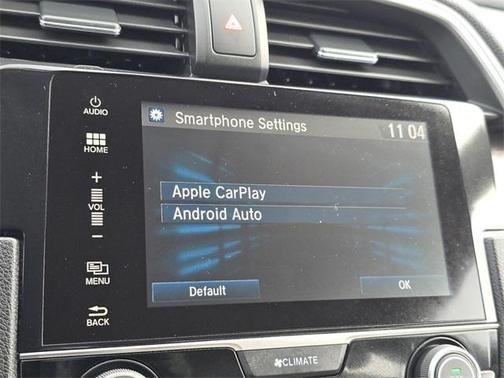 AUDIO
HOME
+
VOL
−
MENU
BACK
Smartphone Settings
11 04
Apple CarPlay
Android Auto
Default
OK
CLIMATE